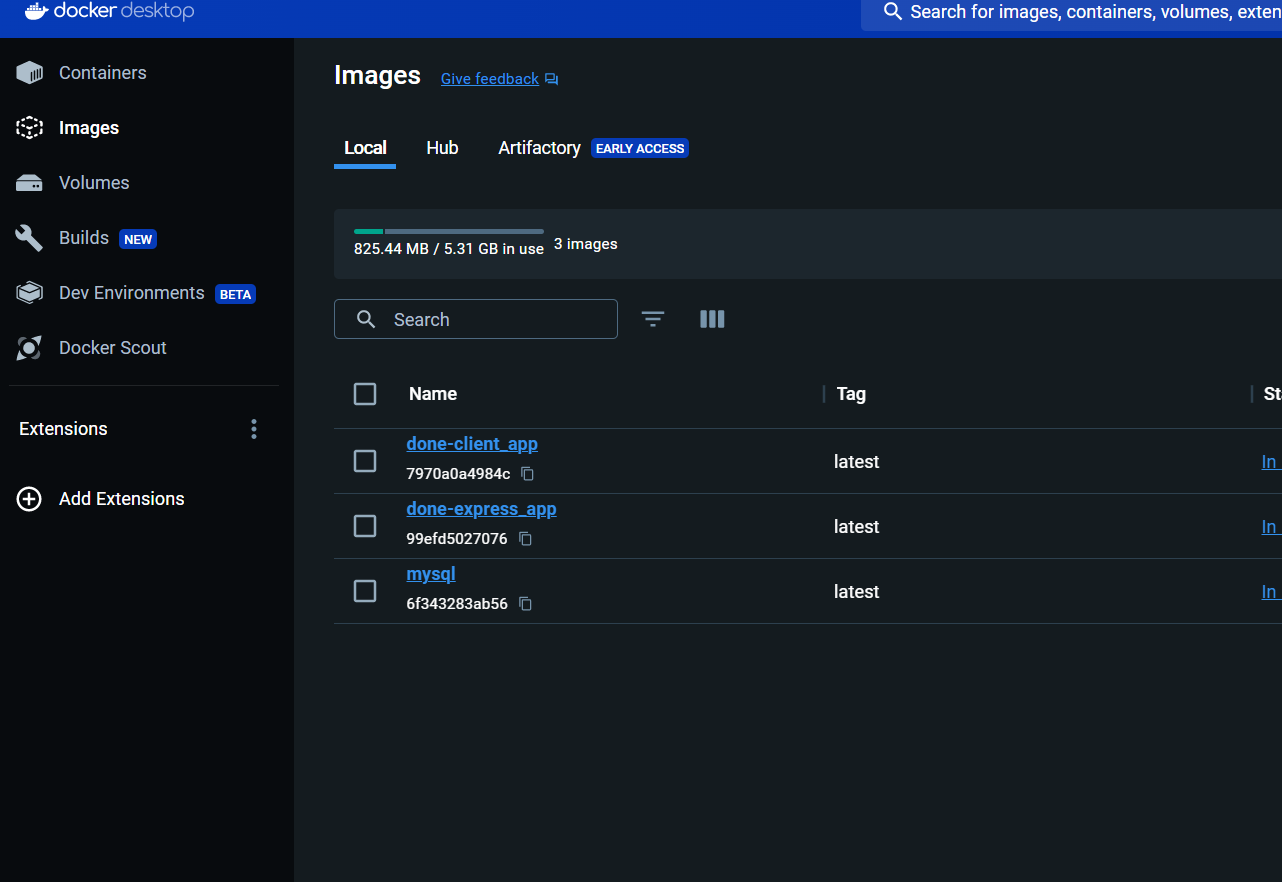 docker desktop
Search for images, containers, volumes, exten
Containers
Images
Volumes
Builds NEW
Dev Environments BETA
Docker Scout
Extensions
Add Extensions
Images Give feedback
Local Hub Artifactory EARLY ACCESS
825.44 MB / 5.31 GB in use 3 images
Search
Name Tag St
done-client_app
7970a0a4984c
latest In
done-express_app
99efd5027076
latest In
mysql
6f343283ab56
latest In